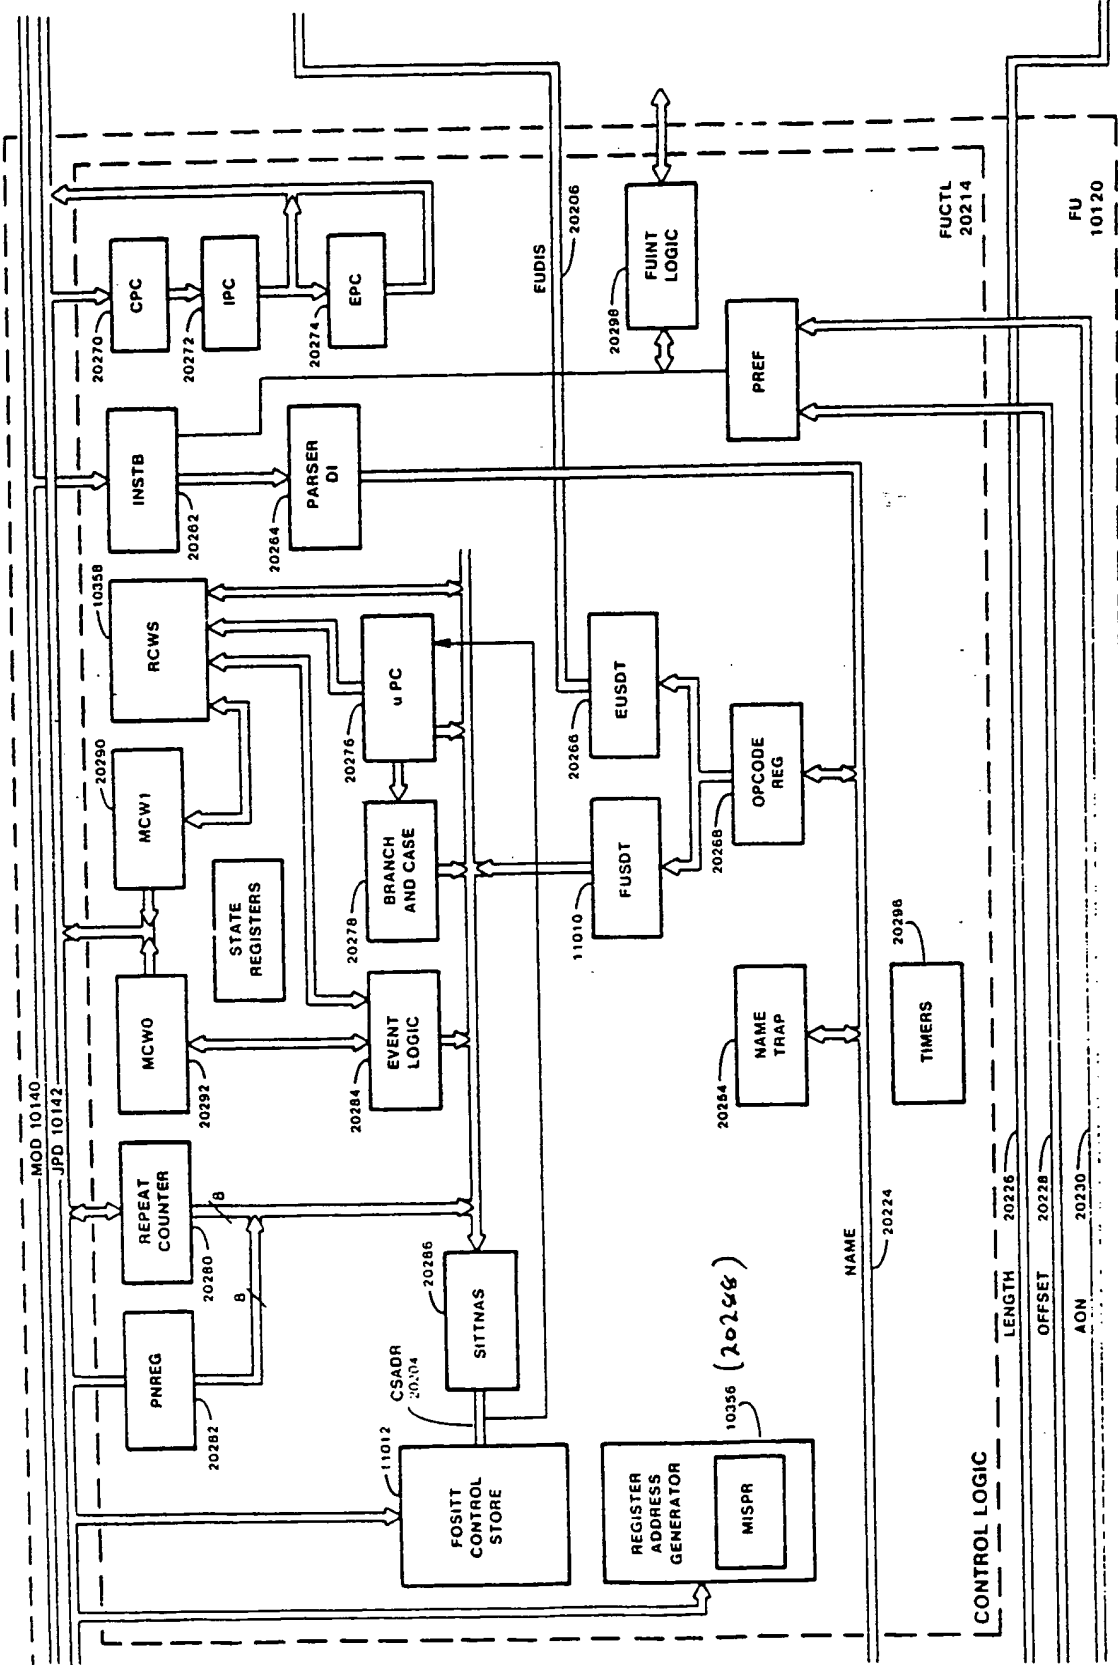 MOD 10140
JPD 10142
PNREG
20282
8
REPEAT
COUNTER
20280
8
MCW0
20292
MCW1
20290
STATE
REGISTERS
RCWS
10358
INSTB
20262
CPC
20270
IPC
20272
EPC
20274
PARSER
DI
20264
FOSITT
CONTROL
STORE
11012
CSADR
20204
SITTNAS
20286
EVENT
LOGIC
20284
BRANCH
AND CASE
20278
u PC
20276
EUDIS
20206
REGISTER
ADDRESS
GENERATOR
MISPR
10356
(20288)
FUSDT
11010
EUSDT
20266
FUINT
LOGIC
20298
NAME
TRAP
20254
OPCODE
REG
20268
PREF
NAME
20224
TIMERS
20296
CONTROL LOGIC
FUCTL
20214
LENGTH
20226
OFFSET
20228
AON
20230
FU
10120